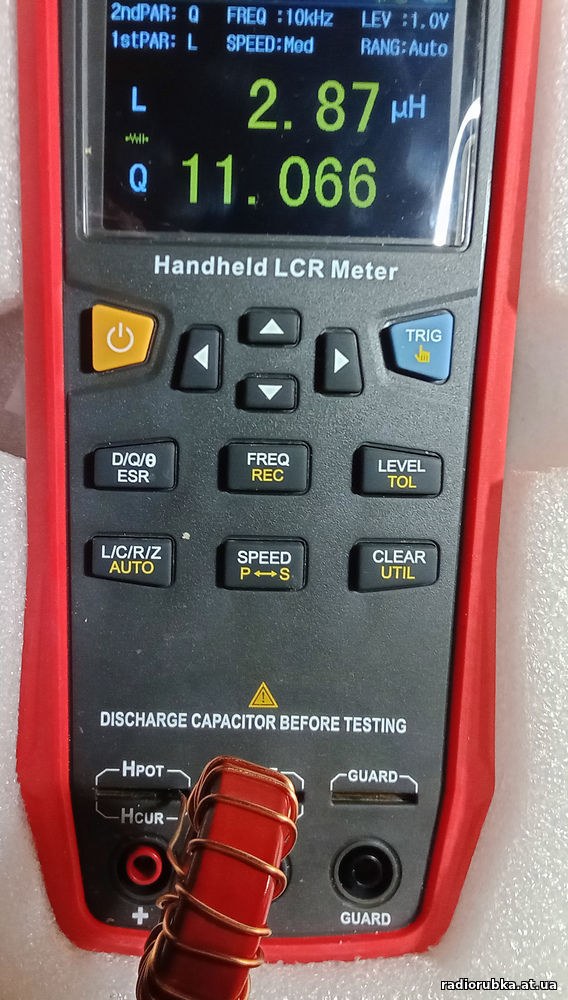 2ndPAR: Q FREQ :10kHz LEV :1.0V
1stPAR: L SPEED:Med RANG:Auto
L 2.87 µH
Q 11.066
Handheld LCR Meter
TRIG
D/Q/θ FREQ LEVEL
ESR REC TOL
L/C/R/Z SPEED CLEAR
AUTO P↔S UTIL
DISCHARGE CAPACITOR BEFORE TESTING
HPOT GUARD
HCUR
+ GUARD
radiorubka.at.ua